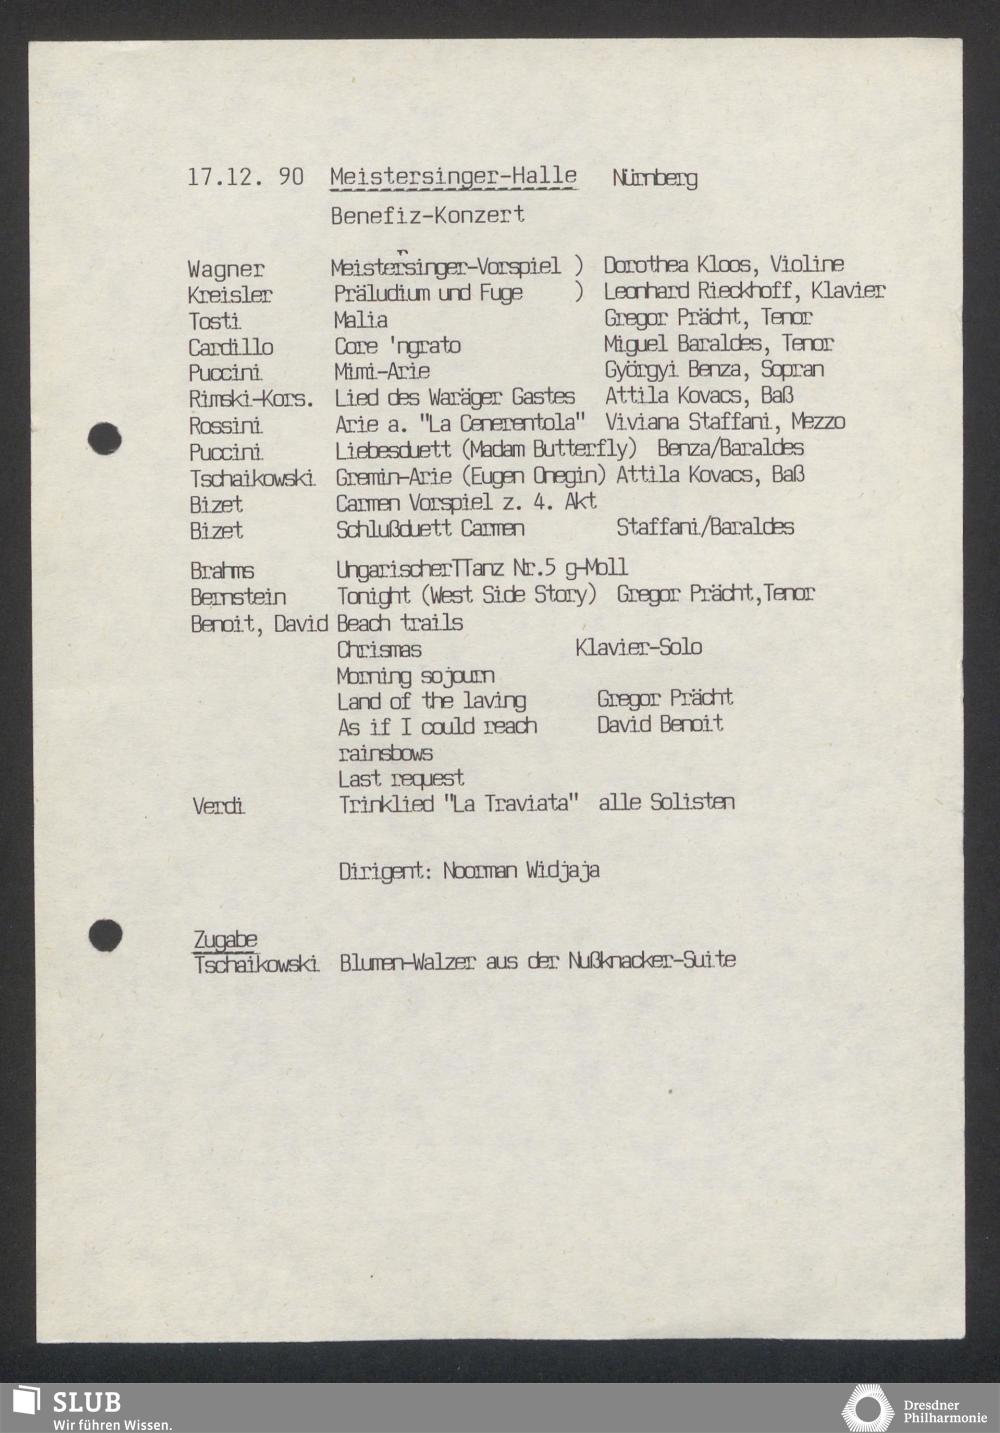 17.12. 90 Meistersinger-Halle Nürnberg
Benefiz-Konzert
Wagner Meistersinger-Vorspiel ) Dorothea Kloos, Violine
Kreisler Präludium und Fuge ) Leonhard Rieckhoff, Klavier
Tosti Malia Gregor Prächt, Tenor
Cardillo Core 'ngrato Miguel Baraldes, Tenor
Puccini Mimi-Arie Györgyi Benza, Sopran
Rimski-Kors. Lied des Waräger Gastes Attila Kovacs, Baß
Rossini Arie a. "La Cenerentola" Viviana Staffani, Mezzo
Puccini Liebesduett (Madam Butterfly) Benza/Baraldes
Tschaikowski Gremin-Arie (Eugen Onegin) Attila Kovacs, Baß
Bizet Carmen Vorspiel z. 4. Akt
Bizet Schlußduett Carmen Staffani/Baraldes
Brahms UngarischerTTanz Nr.5 g-Moll
Bernstein Tonight (West Side Story) Gregor Prächt,Tenor
Benoit, David Beach trails
Chrismas Klavier-Solo
Morning sojourn
Land of the laving Gregor Prächt
As if I could reach David Benoit
rainsbows
Last request
Verdi Trinklied "La Traviata" alle Solisten
Dirigent: Noorman Widjaja
Zugabe
Tschaikowski Blumen-Walzer aus der Nußknacker-Suite
SLUB
Wir führen Wissen.
Dresdner
Philharmonie